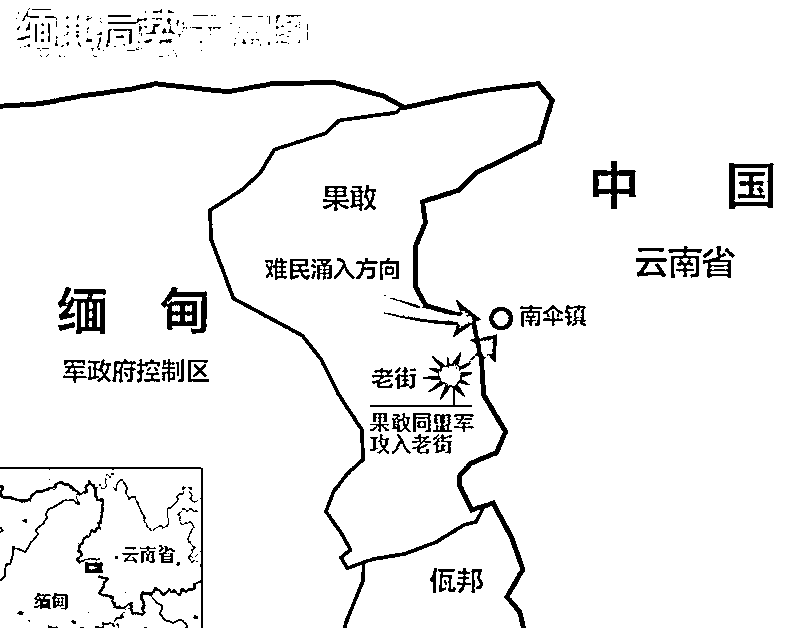 缅甸局势示意图
中国
果敢
云南省
难民涌入方向
缅甸
南伞镇
军政府控制区
老街
果敢同盟军
攻入老街
云南省
佤邦
缅甸